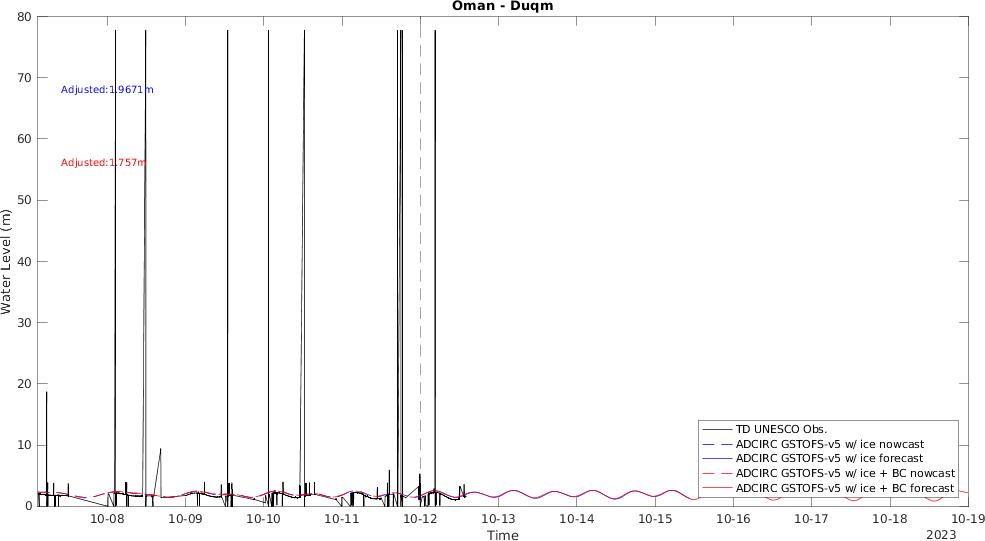 Oman - Duqm
80
70
60
50
40
30
20
10
0
Water Level (m)
Adjusted:1.9671m
Adjusted:1.757m
TD UNESCO Obs.
ADCIRC GSTOFS-v5 w/ ice nowcast
ADCIRC GSTOFS-v5 w/ ice forecast
ADCIRC GSTOFS-v5 w/ ice + BC nowcast
ADCIRC GSTOFS-v5 w/ ice + BC forecast
10-08 10-09 10-10 10-11 10-12 10-13 10-14 10-15 10-16 10-17 10-18 10-19
Time
2023